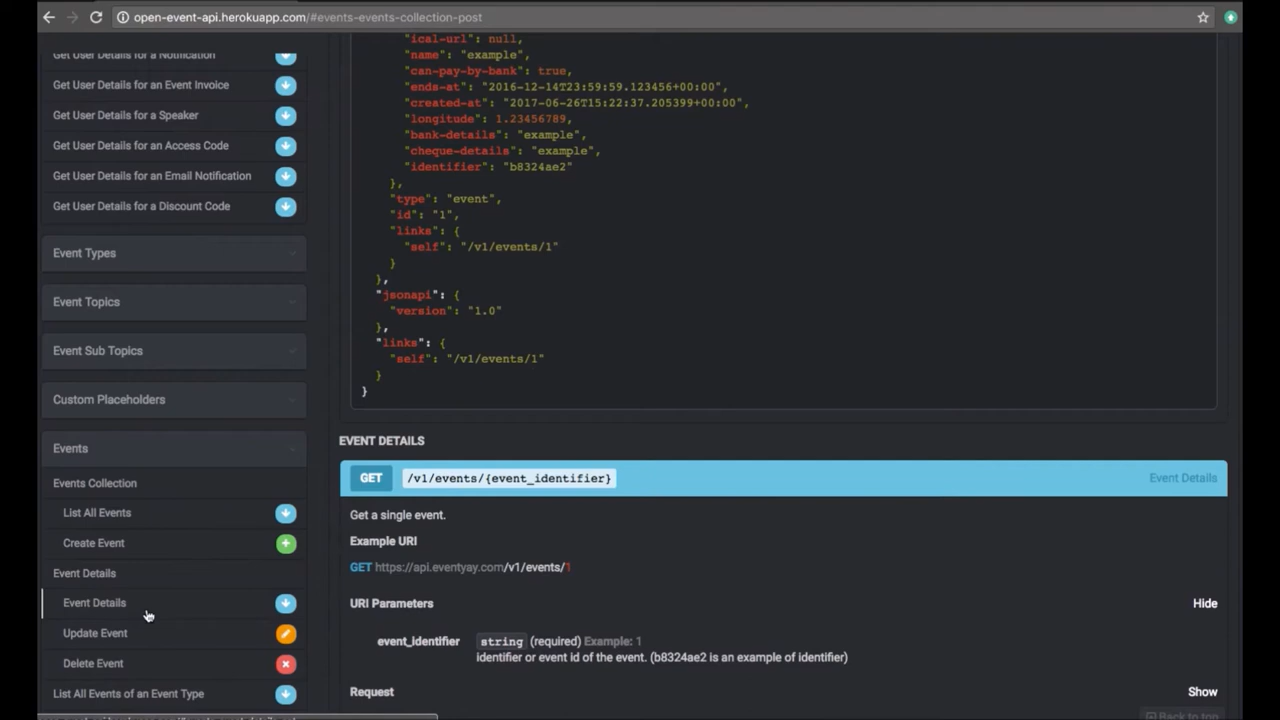 open-event-api.herokuapp.com/#events-events-collection-post
Get User Details for a Notification
Get User Details for an Event Invoice
Get User Details for a Speaker
Get User Details for an Access Code
Get User Details for an Email Notification
Get User Details for a Discount Code
Event Types
Event Topics
Event Sub Topics
Custom Placeholders
Events
Events Collection
List All Events
Create Event
Event Details
Event Details
Update Event
Delete Event
List All Events of an Event Type
"ical-url": null,
"name": "example",
"can-pay-by-bank": true,
"ends-at": "2016-12-14T23:59:59.123456+00:00",
"created-at": "2017-06-26T15:22:37.205399+00:00",
"longitude": 1.23456789,
"bank-details": "example",
"cheque-details": "example",
"identifier": "b8324ae2"
},
"type": "event",
"id": "1",
"links": {
"self": "/v1/events/1"
}
},
"jsonapi": {
"version": "1.0"
},
"links": {
"self": "/v1/events/1"
}
}
EVENT DETAILS
GET /v1/events/{event_identifier} Event Details
Get a single event.
Example URI
GET https://api.eventyay.com/v1/events/1
URI Parameters Hide
event_identifier string (required) Example: 1
identifier or event id of the event. (b8324ae2 is an example of identifier)
Request Show
Back to top